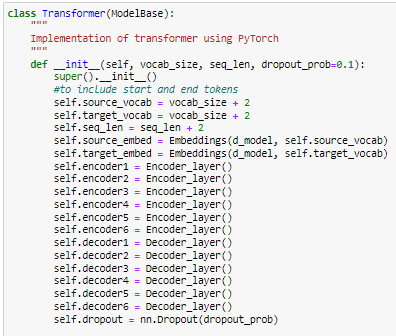 class Transformer(ModelBase):
    """
    Implementation of transformer using PyTorch
    """
    def __init__(self, vocab_size, seq_len, dropout_prob=0.1):
        super().__init__()
        #to include start and end tokens
        self.source_vocab = vocab_size + 2
        self.target_vocab = vocab_size + 2
        self.seq_len = seq_len + 2
        self.source_embed = Embeddings(d_model, self.source_vocab)
        self.target_embed = Embeddings(d_model, self.target_vocab)
        self.encoder1 = Encoder_layer()
        self.encoder2 = Encoder_layer()
        self.encoder3 = Encoder_layer()
        self.encoder4 = Encoder_layer()
        self.encoder5 = Encoder_layer()
        self.encoder6 = Encoder_layer()
        self.decoder1 = Decoder_layer()
        self.decoder2 = Decoder_layer()
        self.decoder3 = Decoder_layer()
        self.decoder4 = Decoder_layer()
        self.decoder5 = Decoder_layer()
        self.decoder6 = Decoder_layer()
        self.dropout = nn.Dropout(dropout_prob)